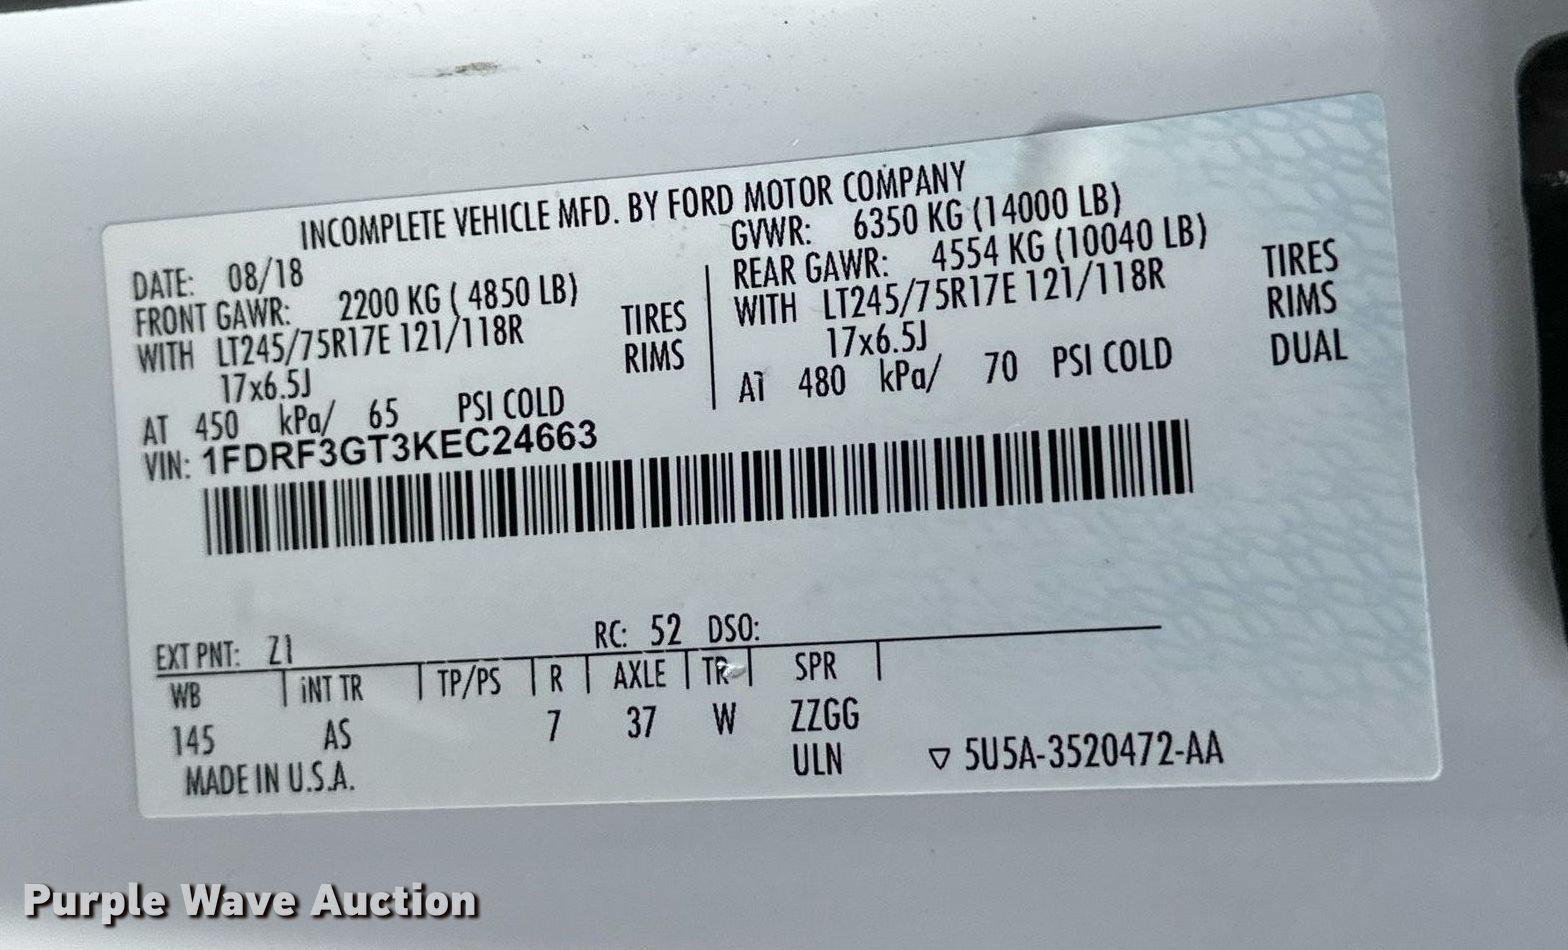 INCOMPLETE VEHICLE MFD. BY FORD MOTOR COMPANY
DATE: 08/18
GVWR: 6350 KG (14000 LB)
FRONT GAWR: 2200 KG ( 4850 LB)
REAR GAWR: 4554 KG (10040 LB)
WITH LT245/75R17E 121/118R TIRES
WITH LT245/75R17E 121/118R TIRES
17x6.5J RIMS
17x6.5J RIMS
AT 450 kPa/ 65 PSI COLD
AT 480 kPa/ 70 PSI COLD DUAL
VIN: 1FDRF3GT3KEC24663
EXT PNT: Z1 RC: 52 DSO:
WB INT TR TP/PS R AXLE TR SPR
145 AS 7 37 W ZZGG
ULN ▽ 5U5A-3520472-AA
MADE IN U.S.A.
Purple Wave Auction